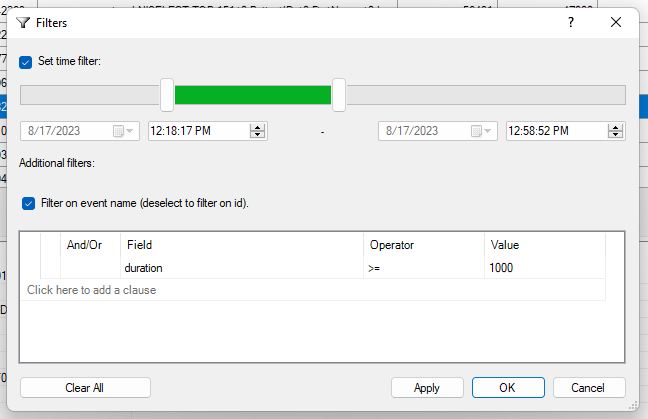 Filters
?
Set time filter:
8/17/2023 12:18:17 PM - 8/17/2023 12:58:52 PM
Additional filters:
Filter on event name (deselect to filter on id).
And/Or Field Operator Value
duration >= 1000
Click here to add a clause
Clear All Apply OK Cancel